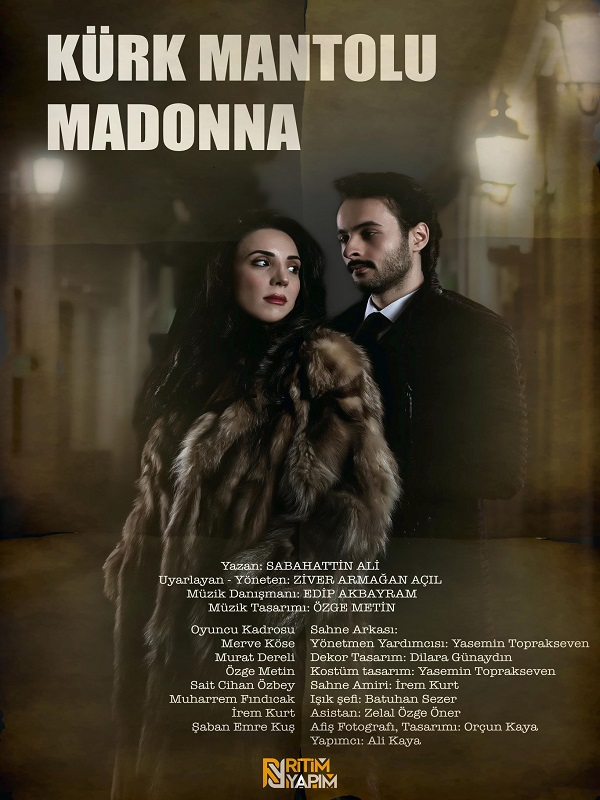 KÜRK MANTOLU
MADONNA
Yazan: SABAHATTİN ALİ
Uyarlayan - Yöneten: ZİVER ARMAĞAN AÇIL
Müzik Danışmanı: EDİP AKBAYRAM
Müzik Tasarımı: ÖZGE METİN
Oyuncu Kadrosu
Merve Köse
Murat Dereli
Özge Metin
Sait Cihan Özbey
Muharrem Fındıcak
İrem Kurt
Şaban Emre Kuş
Sahne Arkası:
Yönetmen Yardımcısı: Yasemin Toprakseven
Dekor Tasarım: Dilara Günaydın
Kostüm tasarım: Yasemin Toprakseven
Sahne Amiri: İrem Kurt
Işık şefi: Batuhan Sezer
Asistan: Zelal Özge Öner
Afiş Fotografı, Tasarımı: Orçun Kaya
Yapımcı: Ali Kaya
RİTİM
YAPIM